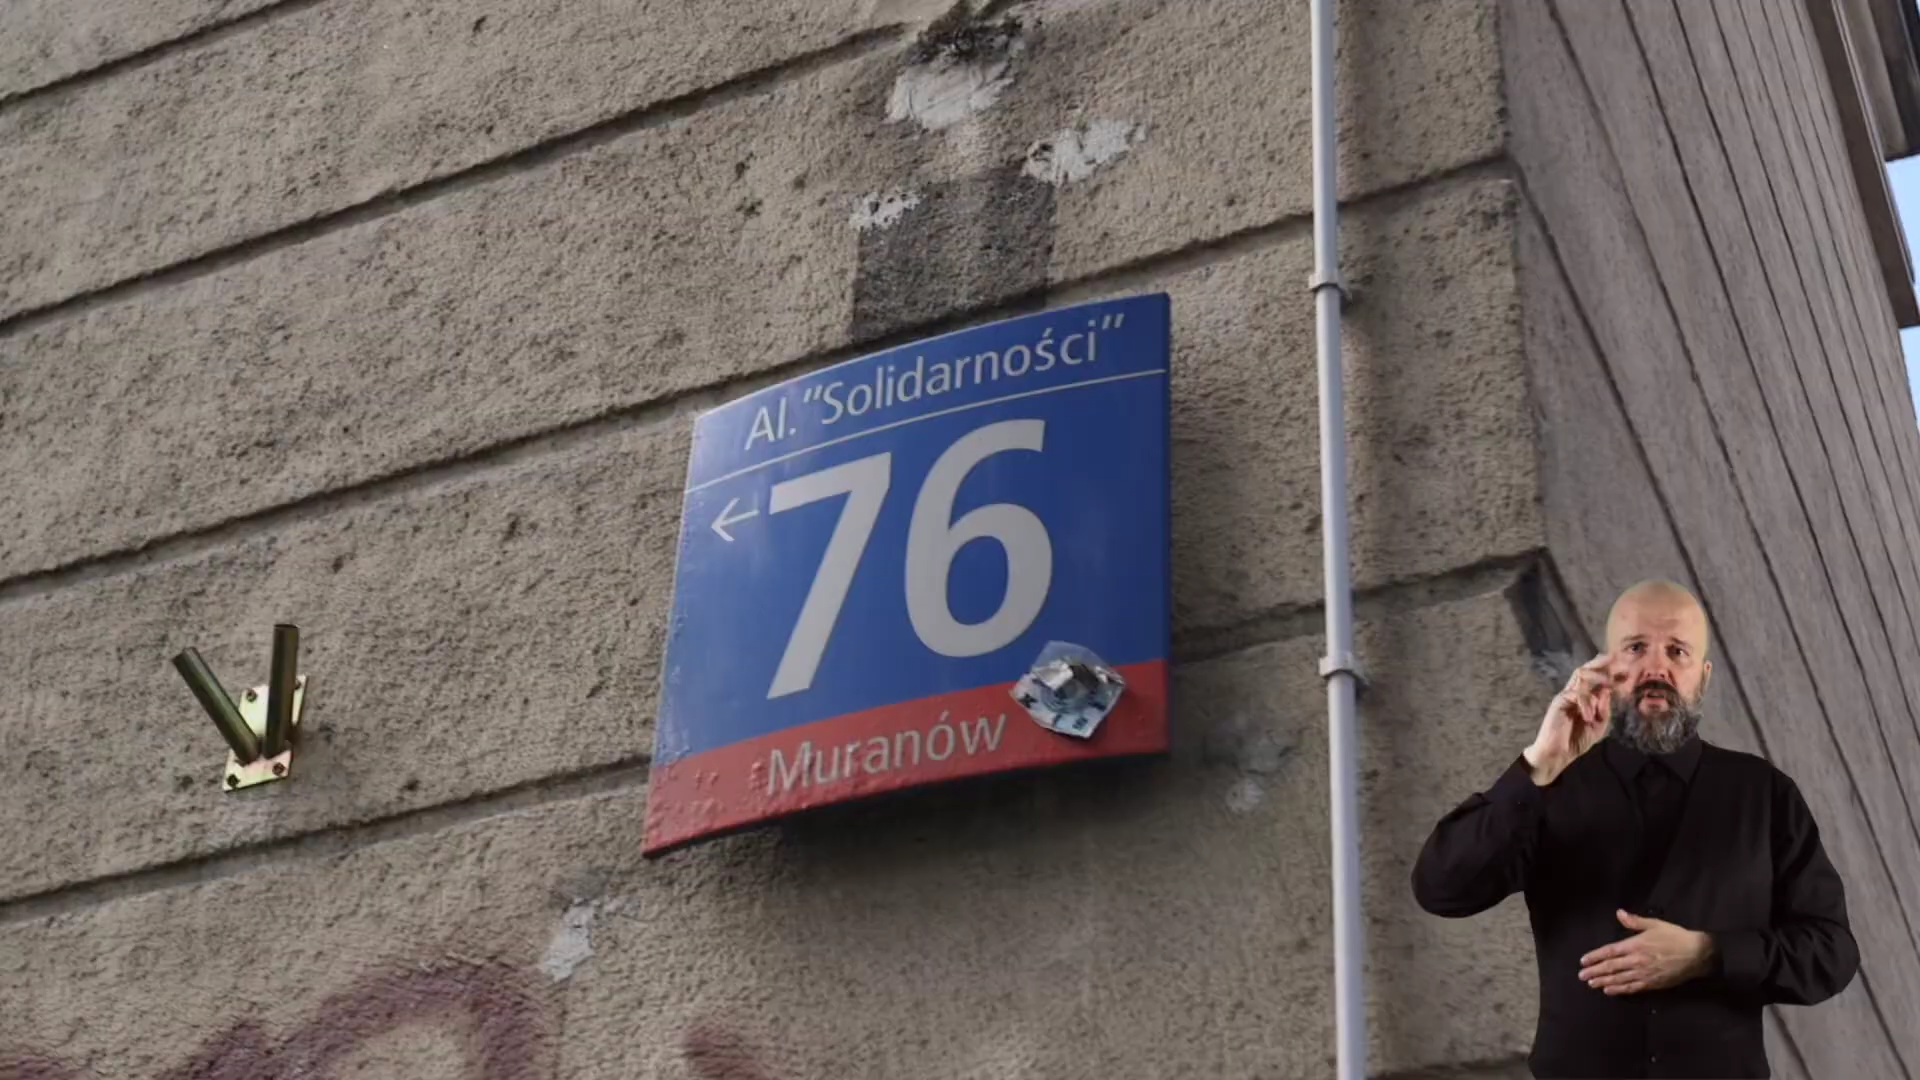 Al. "Solidarności"
← 76
Muranów